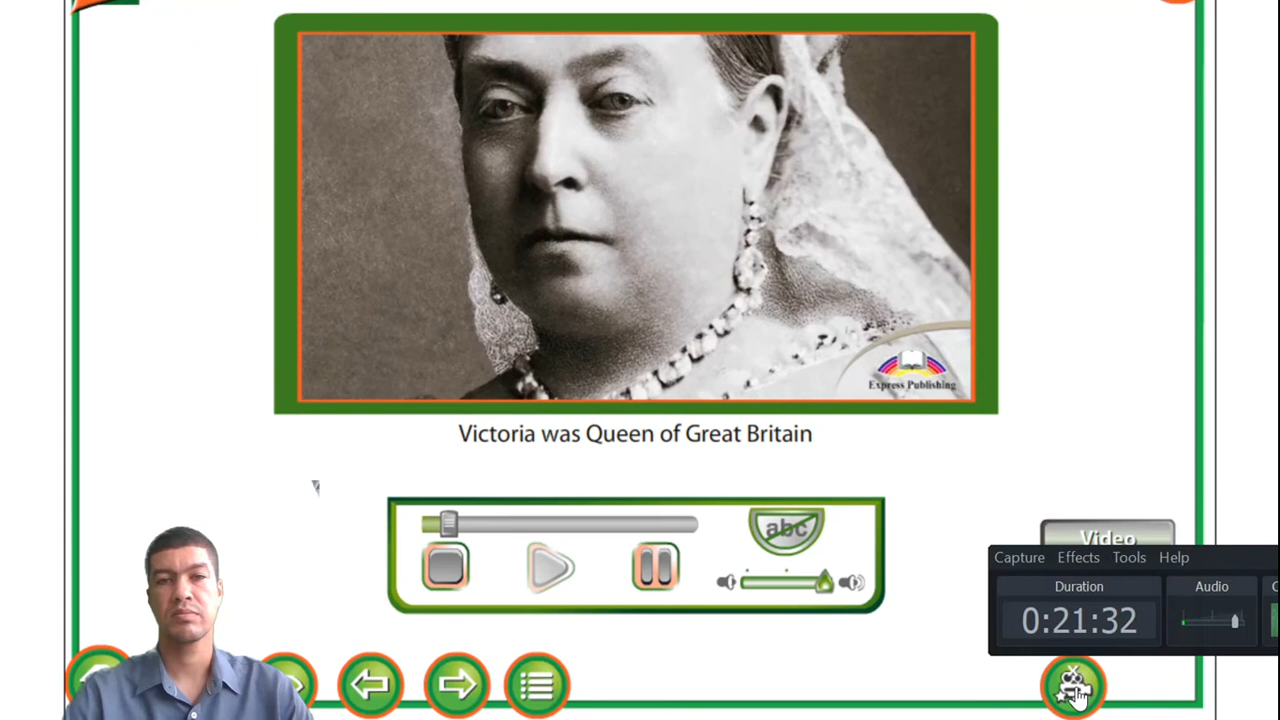 Express Publishing
Victoria was Queen of Great Britain
abc
Video
Capture Effects Tools Help
Duration Audio
0:21:32